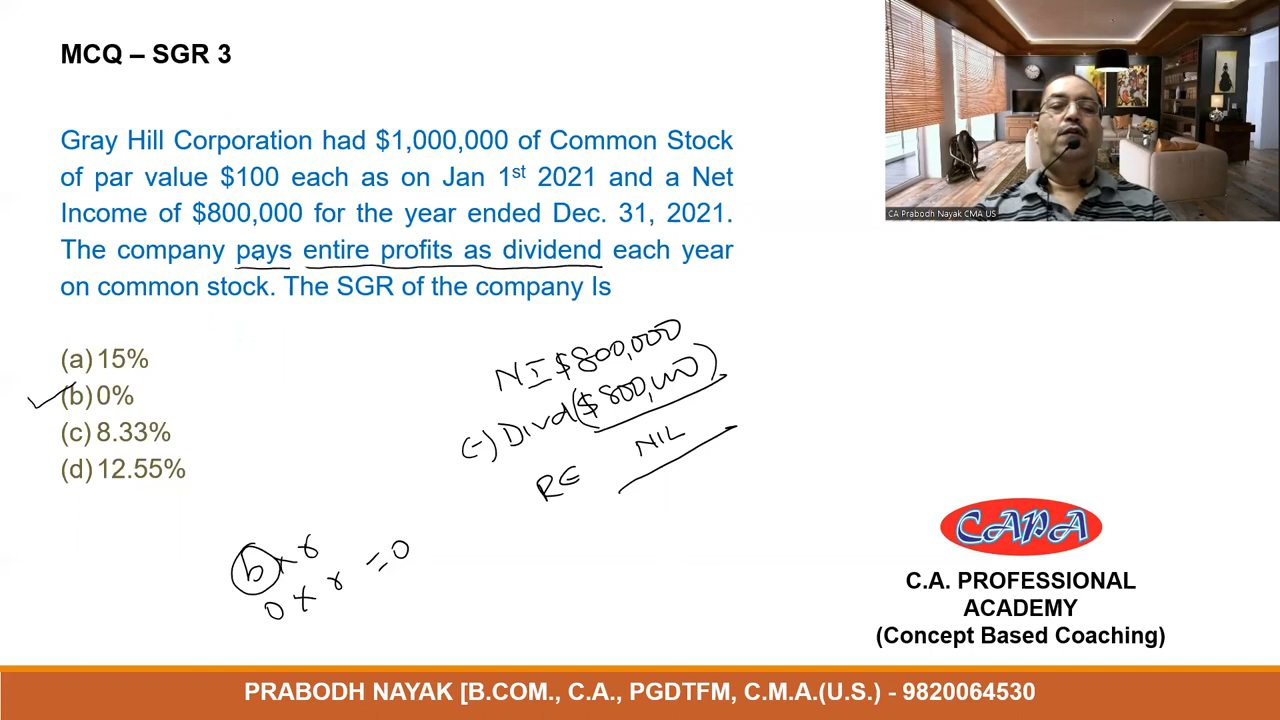 MCQ – SGR 3
CA Prabodh Nayak CMA US
Gray Hill Corporation had $1,000,000 of Common Stock
of par value $100 each as on Jan 1st 2021 and a Net
Income of $800,000 for the year ended Dec. 31, 2021.
The company pays entire profits as dividend each year
on common stock. The SGR of the company Is
(a) 15%
(b) 0%
(c) 8.33%
(d) 12.55%
NI $800,000
(-) Divd ($800,000)
RE NIL
b × r
0 × r = 0
CAPA
C.A. PROFESSIONAL
ACADEMY
(Concept Based Coaching)
PRABODH NAYAK [B.COM., C.A., PGDTFM, C.M.A.(U.S.) - 9820064530